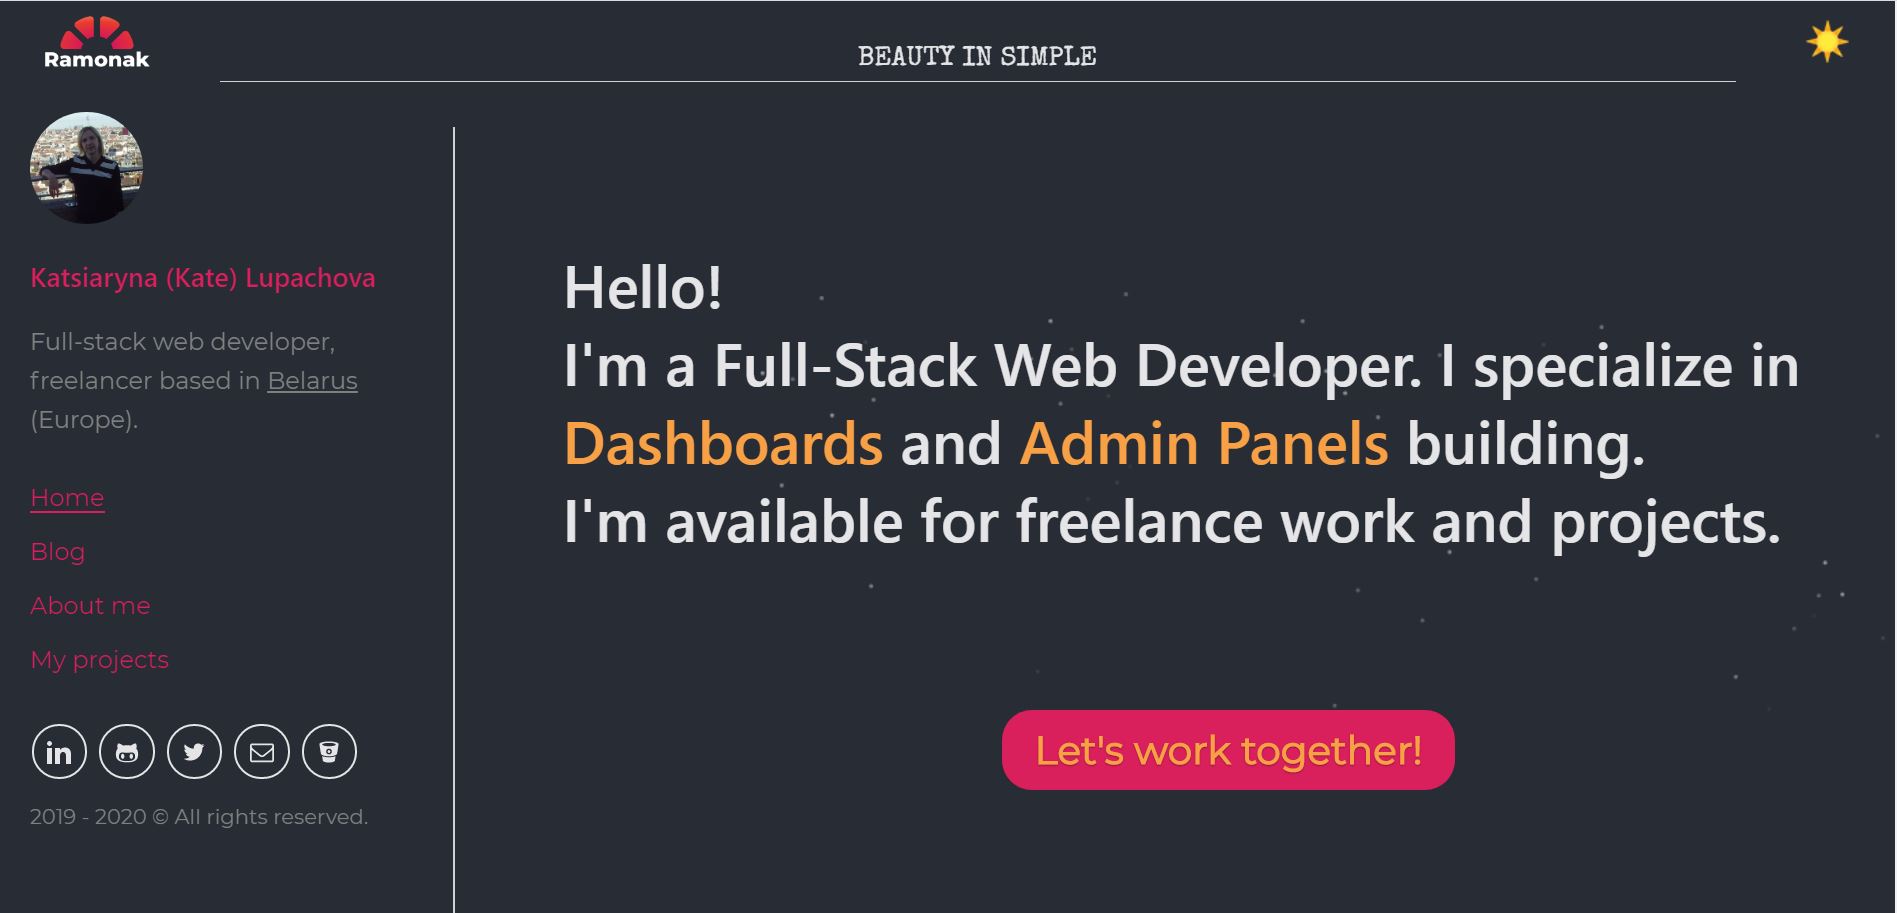 Ramonak
BEAUTY IN SIMPLE
Katsiaryna (Kate) Lupachova
Full-stack web developer,
freelancer based in Belarus
(Europe).
Home
Blog
About me
My projects
in
2019 - 2020 © All rights reserved.
Hello!
I'm a Full-Stack Web Developer. I specialize in
Dashboards and Admin Panels building.
I'm available for freelance work and projects.
Let's work together!